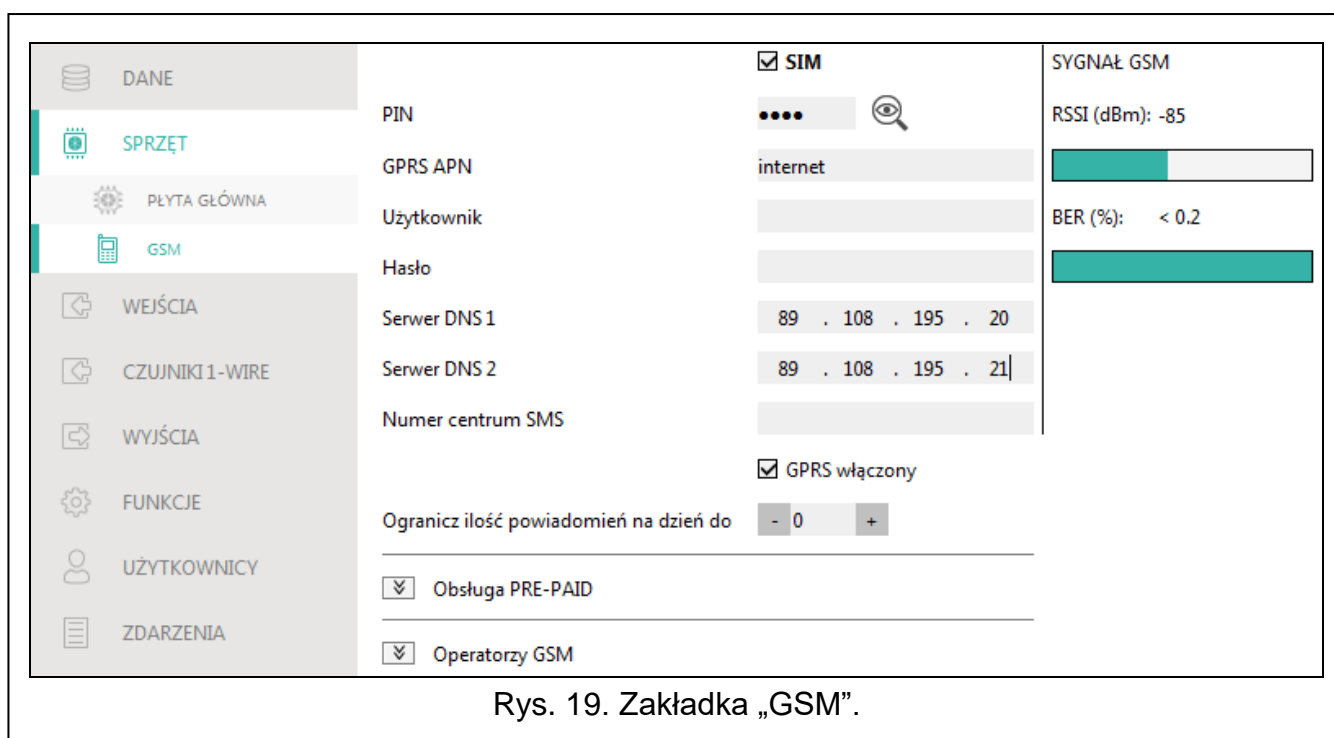 DANE
SPRZĘT
PŁYTA GŁÓWNA
GSM
WEJŚCIA
CZUJNIKI 1-WIRE
WYJŚCIA
FUNKCJE
UŻYTKOWNICY
ZDARZENIA
SIM
PIN ••••
GPRS APN internet
Użytkownik
Hasło
Serwer DNS 1 89 . 108 . 195 . 20
Serwer DNS 2 89 . 108 . 195 . 21
Numer centrum SMS
GPRS włączony
Ogranicz ilość powiadomień na dzień do - 0 +
Obsługa PRE-PAID
Operatorzy GSM
SYGNAŁ GSM
RSSI (dBm): -85
BER (%): < 0.2
Rys. 19. Zakładka „GSM”.